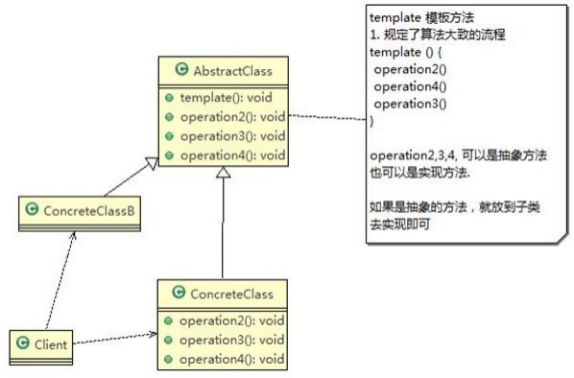 AbstractClass
template(): void
operation2(): void
operation3(): void
operation4(): void
template 模板方法
1. 规定了算法大致的流程
template () {
operation2()
operation4()
operation3()
}
operation2,3,4, 可以是抽象方法
也可以是实现方法.
如果是抽象的方法，就放到子类
去实现即可
ConcreteClassB
ConcreteClass
operation2(): void
operation3(): void
operation4(): void
Client